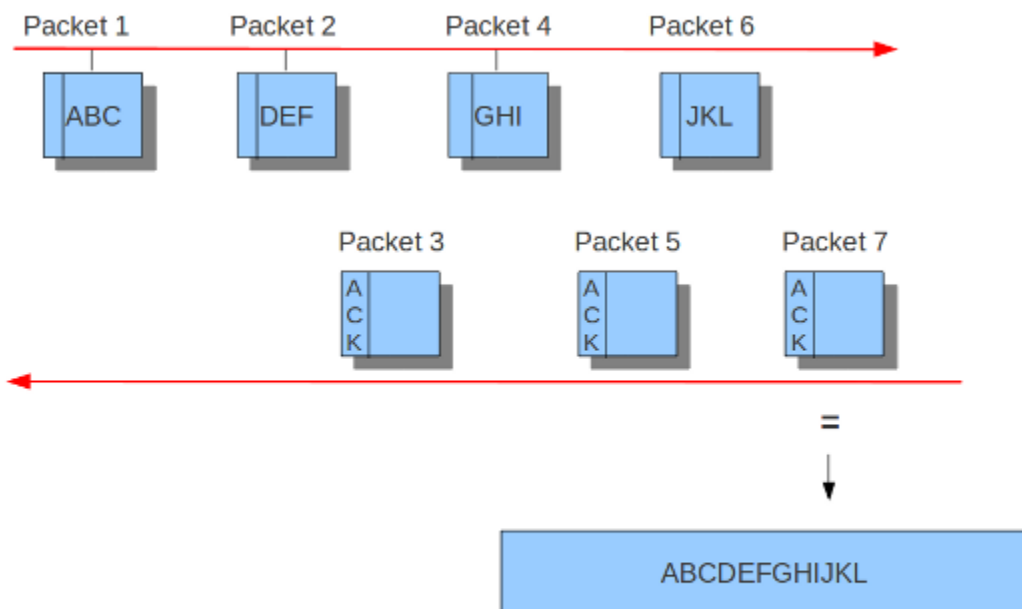 Packet 1 Packet 2 Packet 4 Packet 6
ABC DEF GHI JKL
Packet 3 Packet 5 Packet 7
A A A
C C C
K K K
=
ABCDEFGHIJKL